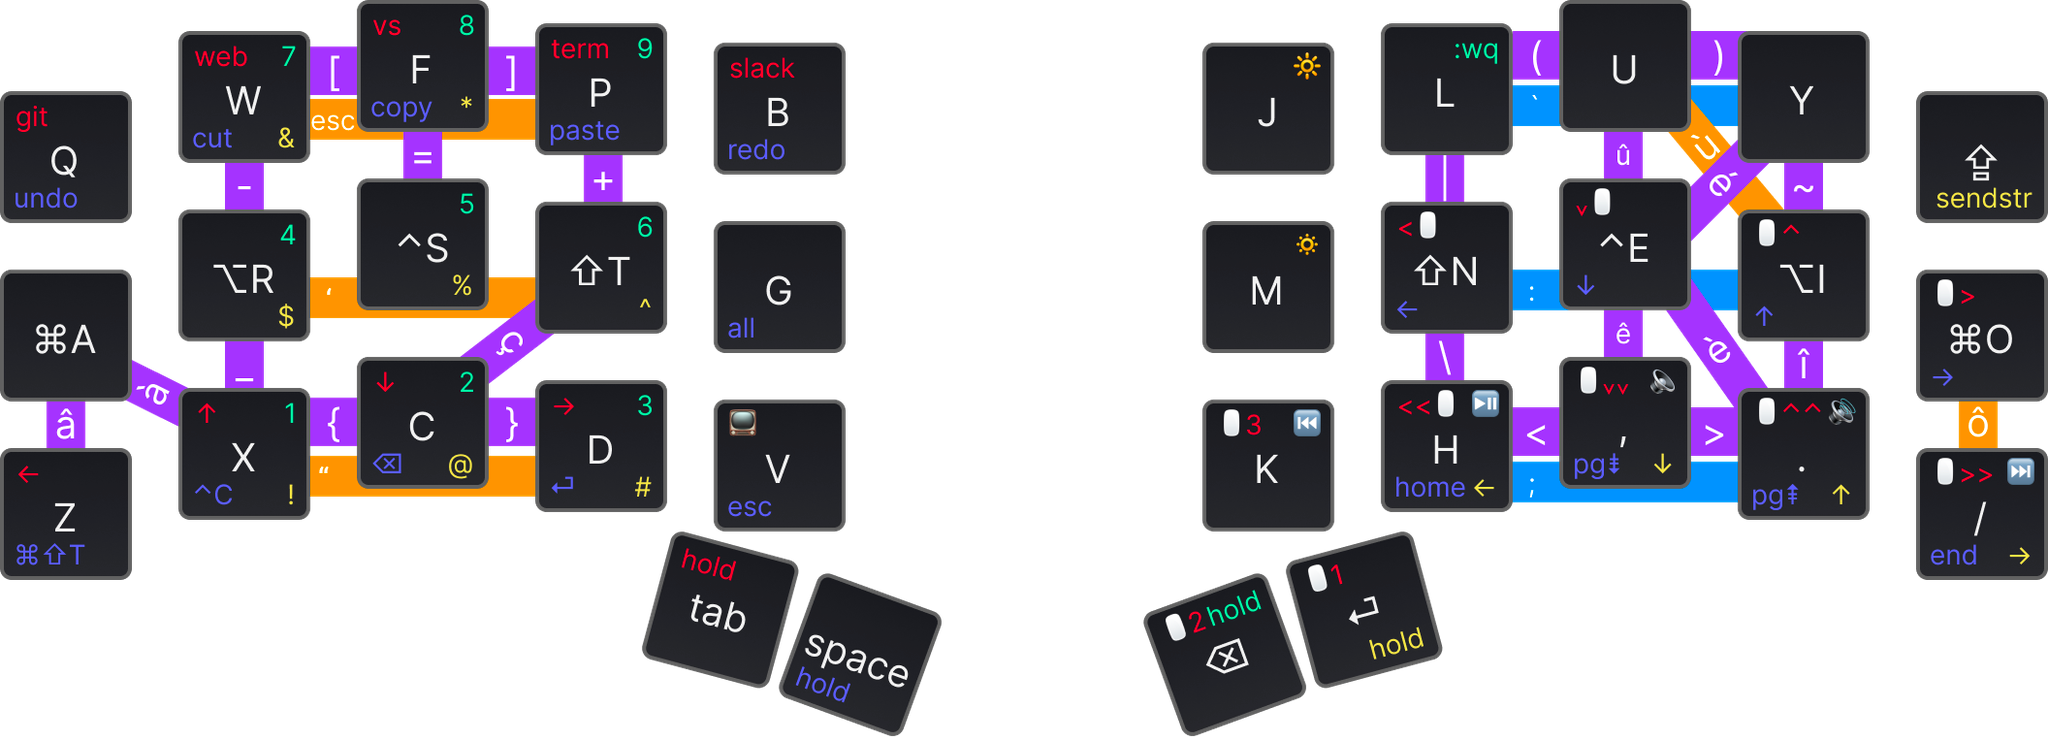 git
Q
undo
web 7
W
cut &
[
esc
vs 8
F
copy *
]
term 9
P
paste
slack
B
redo
-
=
+
⌘A
4
⌥R
$
‘
5
^S
%
6
⇧T
^
G
all
á
â
_
ç
←
Z
⌘⇧T
↑ 1
X
^C !
{
“
↓ 2
C
⌫ @
}
→ 3
D
↵ #
V
esc
hold
tab
space
hold
J
:wq
L
(
`
U
)
Y
⇪
sendstr
|
û
ù
é
~
M
<
⇧N
←
:
v
^E
↓
^
⌥I
↑
>
⌘O
→
\
ê
è
î
ô
3 ⏮
K
<< ⏯
H
home ←
<
;
vv
,
pg⇟ ↓
>
^^
.
pg⇞ ↑
>> ⏭
/
end →
2 hold
⌫
1
↵
hold